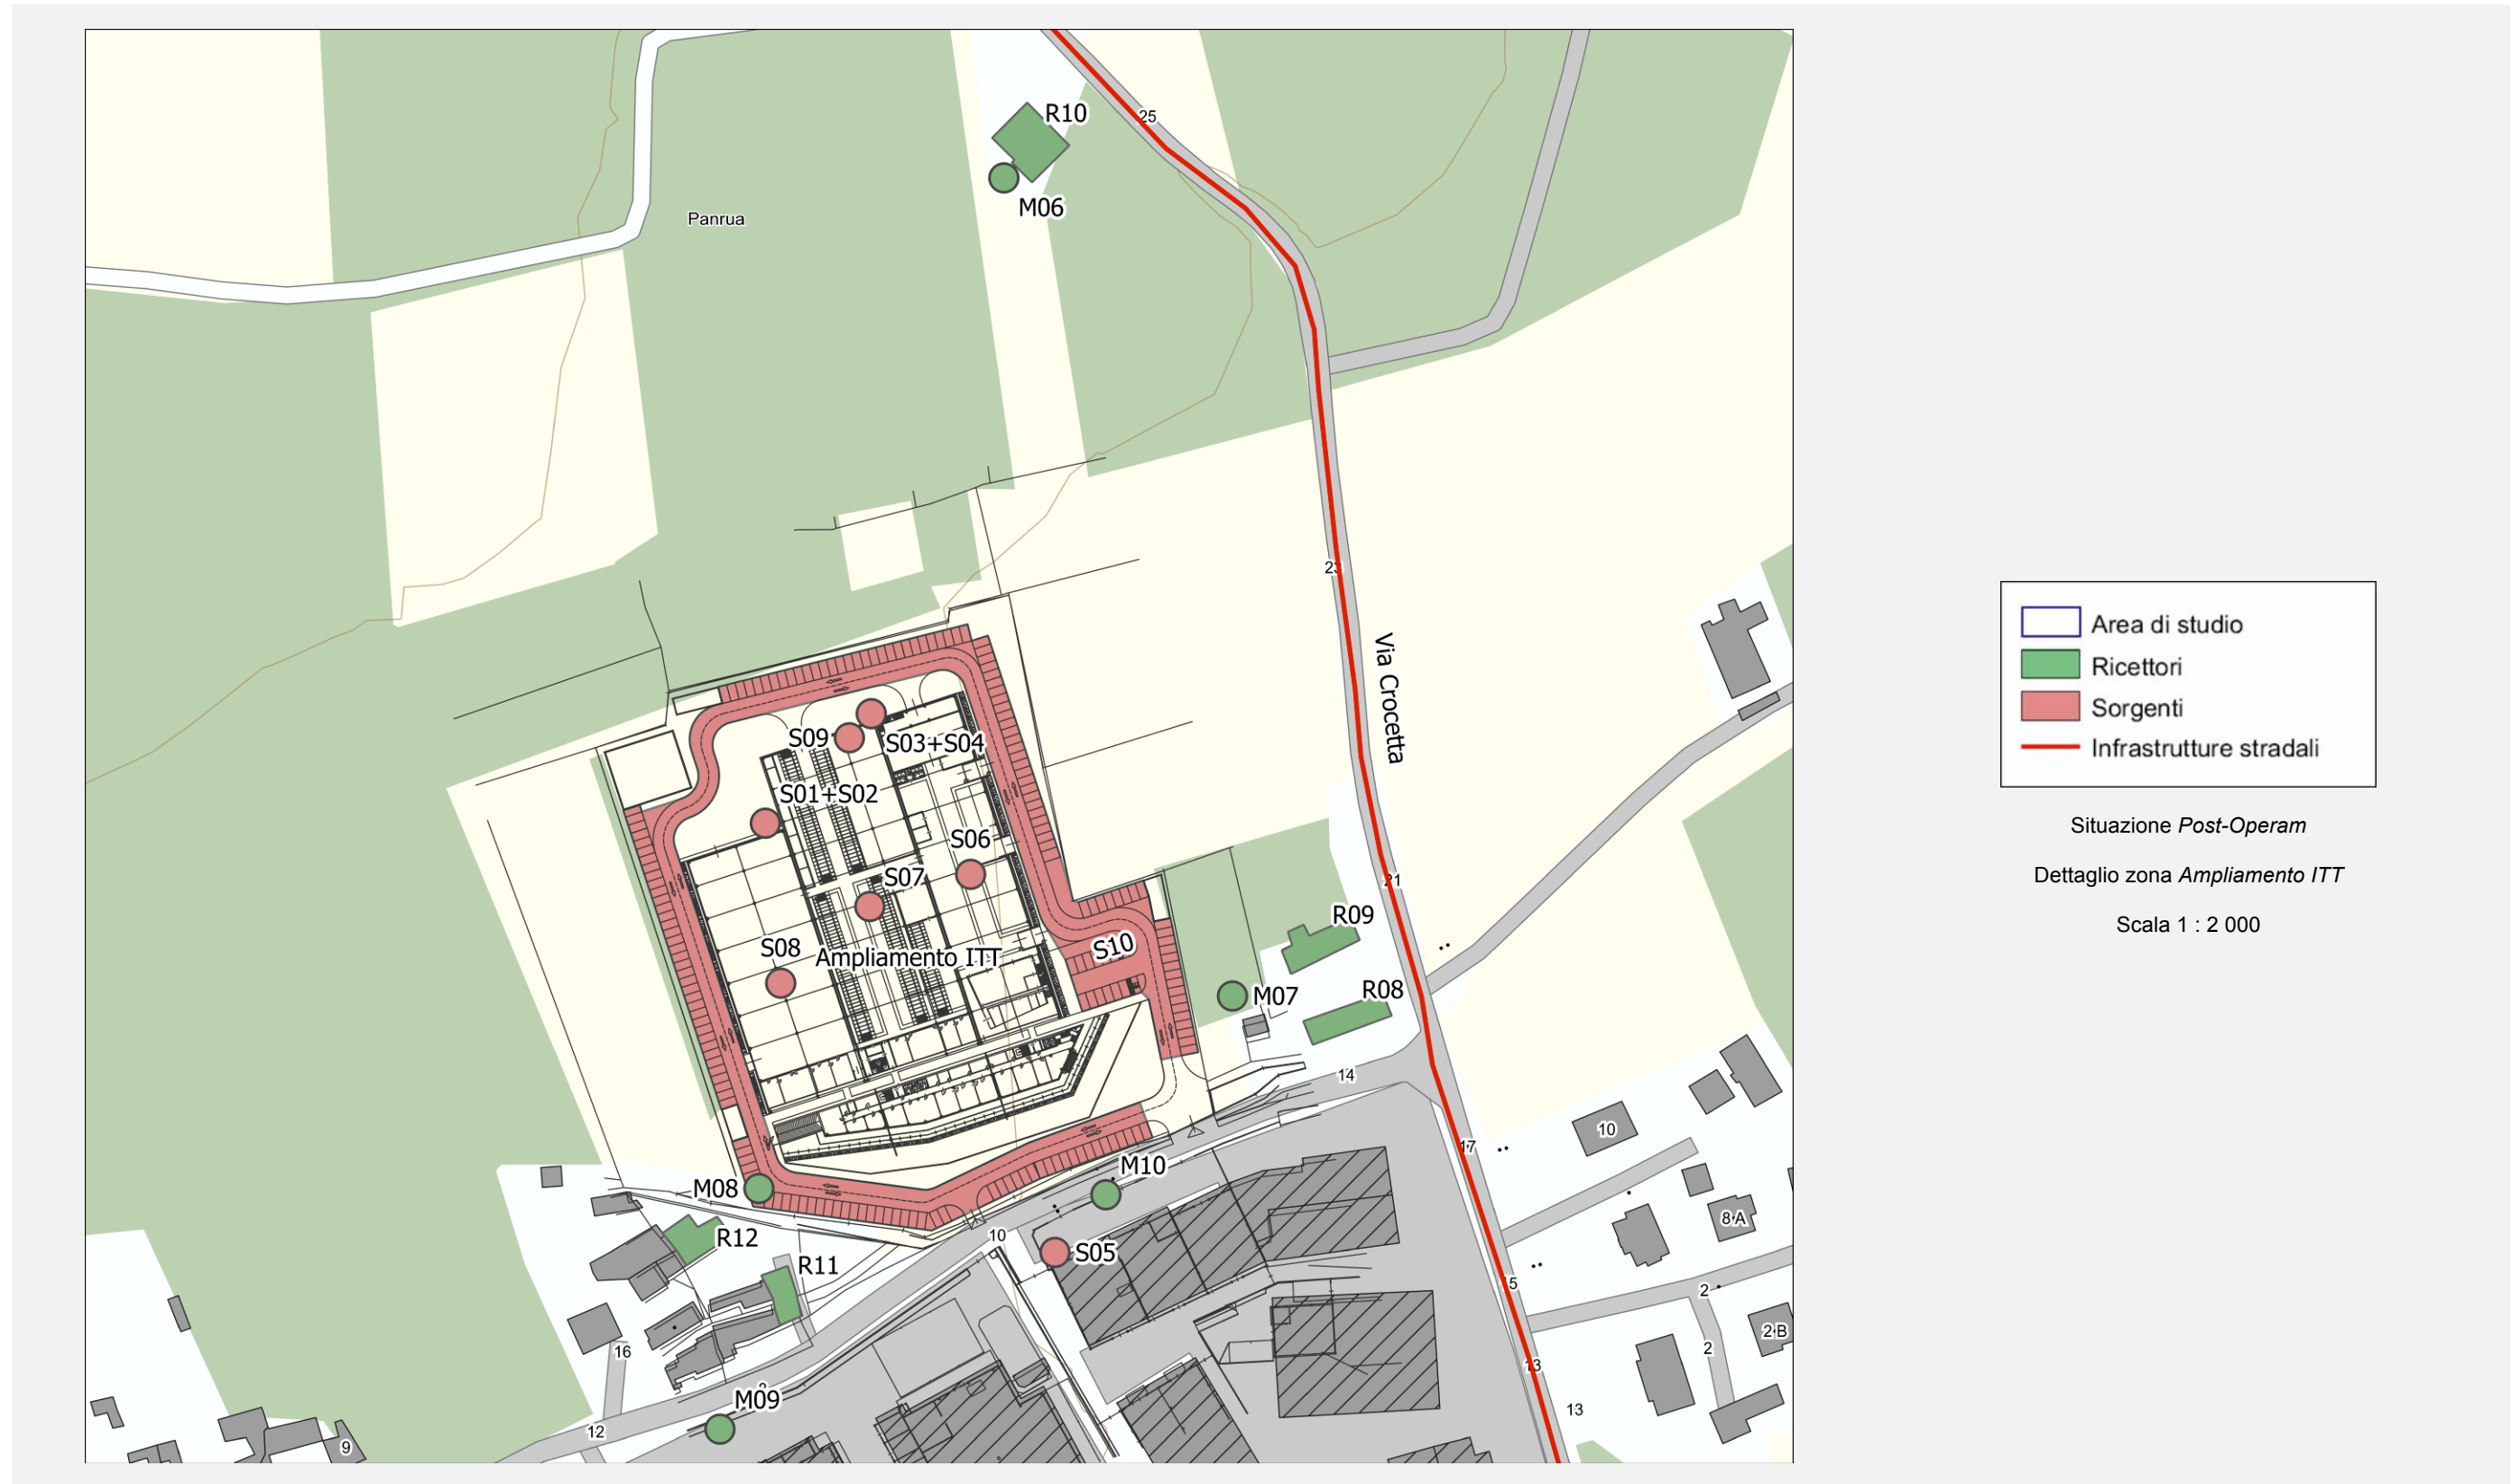 25
R10
M06
Panrua
23
Via Crocetta
S09
S03+S04
S01+S02
S06
S07
21
R09
S08
Ampliamento ITT
S10
M07
R08
14
10
17
M10
M08
8·A
R12
10
S05
R11
15
2
2·B
16
2
13
M09
13
12
9
Area di studio
Ricettori
Sorgenti
Infrastrutture stradali
Situazione Post-Operam
Dettaglio zona Ampliamento ITT
Scala 1 : 2 000